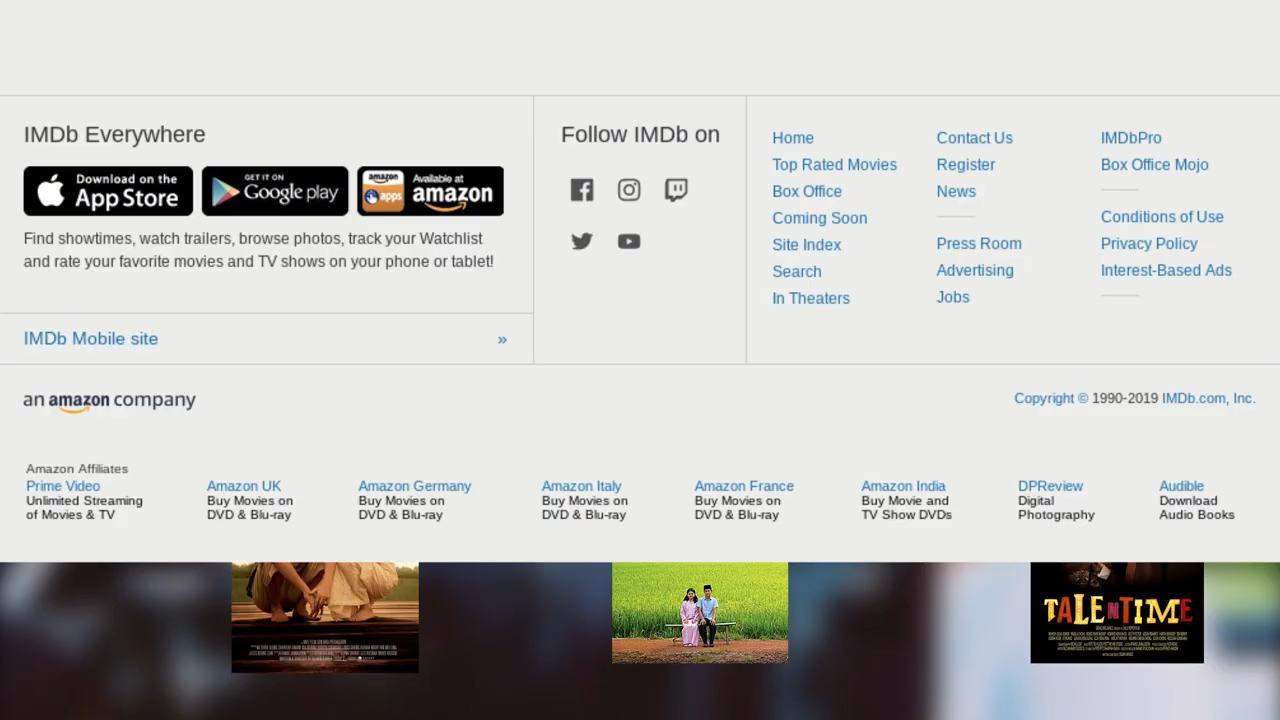 IMDb Everywhere
Download on the
App Store
GET IT ON
Google play
amazon
apps
Available at
amazon
Find showtimes, watch trailers, browse photos, track your Watchlist
and rate your favorite movies and TV shows on your phone or tablet!
IMDb Mobile site »
Follow IMDb on
Home
Top Rated Movies
Box Office
Coming Soon
Site Index
Search
In Theaters
Contact Us
Register
News
Press Room
Advertising
Jobs
IMDbPro
Box Office Mojo
Conditions of Use
Privacy Policy
Interest-Based Ads
an amazon company
Copyright © 1990-2019 IMDb.com, Inc.
Amazon Affiliates
Prime Video
Unlimited Streaming
of Movies & TV
Amazon UK
Buy Movies on
DVD & Blu-ray
Amazon Germany
Buy Movies on
DVD & Blu-ray
Amazon Italy
Buy Movies on
DVD & Blu-ray
Amazon France
Buy Movies on
DVD & Blu-ray
Amazon India
Buy Movie and
TV Show DVDs
DPReview
Digital
Photography
Audible
Download
Audio Books
TALENTIME